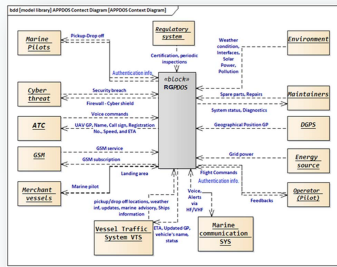 bdd [model library] APPDOS Context Diagram [APPDOS Context Diagram]
Marine
Pilots
Pickup-Drop off
Authentication info
Regulatory
system
Certification, periodic
inspections
Weather
condition,
Interfaces,
Solar
Power,
Pollution
Environment
«block»
RGPDOS
Cyber
threat
Security breach
Firewall - Cyber shield
Spare parts, Repairs
System status, Diagnostics
Maintainers
ATC
Voice commands
UAV GP, Name, Call sign, Registration
No., Speed, and ETA
Geographical Position GP
DGPS
GSM
GSM service
GSM subscription
Grid power
Energy
source
Landing area
Merchant
vessels
Marine pilot
Flight Commands
Authentication info
Feedbacks
Operator
(Pilot)
pickup/drop off locations, weather
inf, updates, marine advisory, Ships
information
Voice,
Alerts
via
HF/VHF
Vessel Traffic
System VTS
ETA, Updated GP,
vehicle's name,
status
Marine
communication
SYS